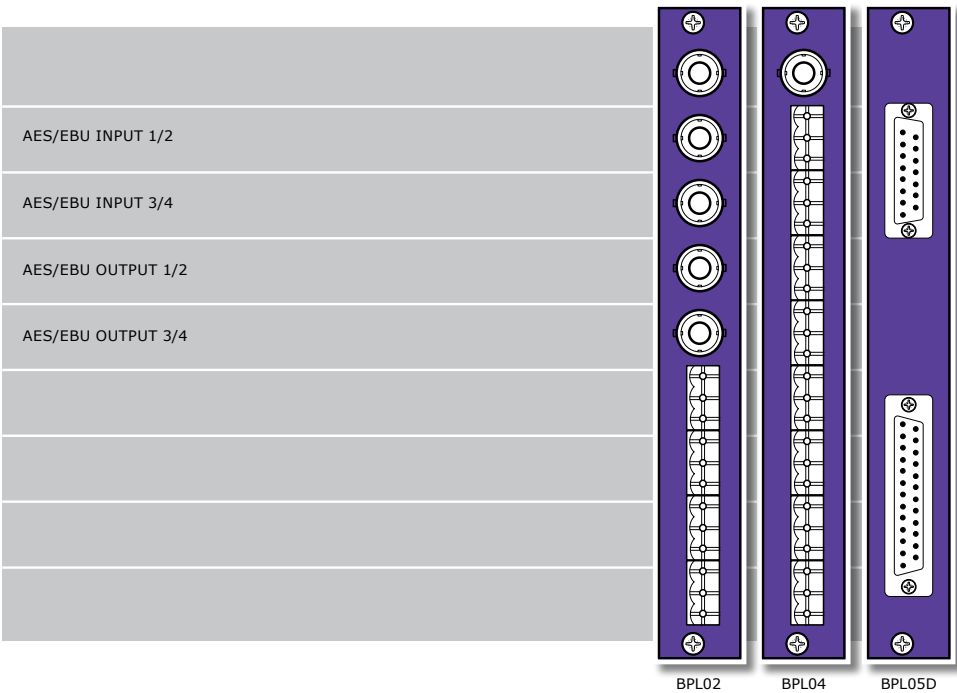 AES/EBU INPUT 1/2
AES/EBU INPUT 3/4
AES/EBU OUTPUT 1/2
AES/EBU OUTPUT 3/4
BPL02 BPL04 BPL05D